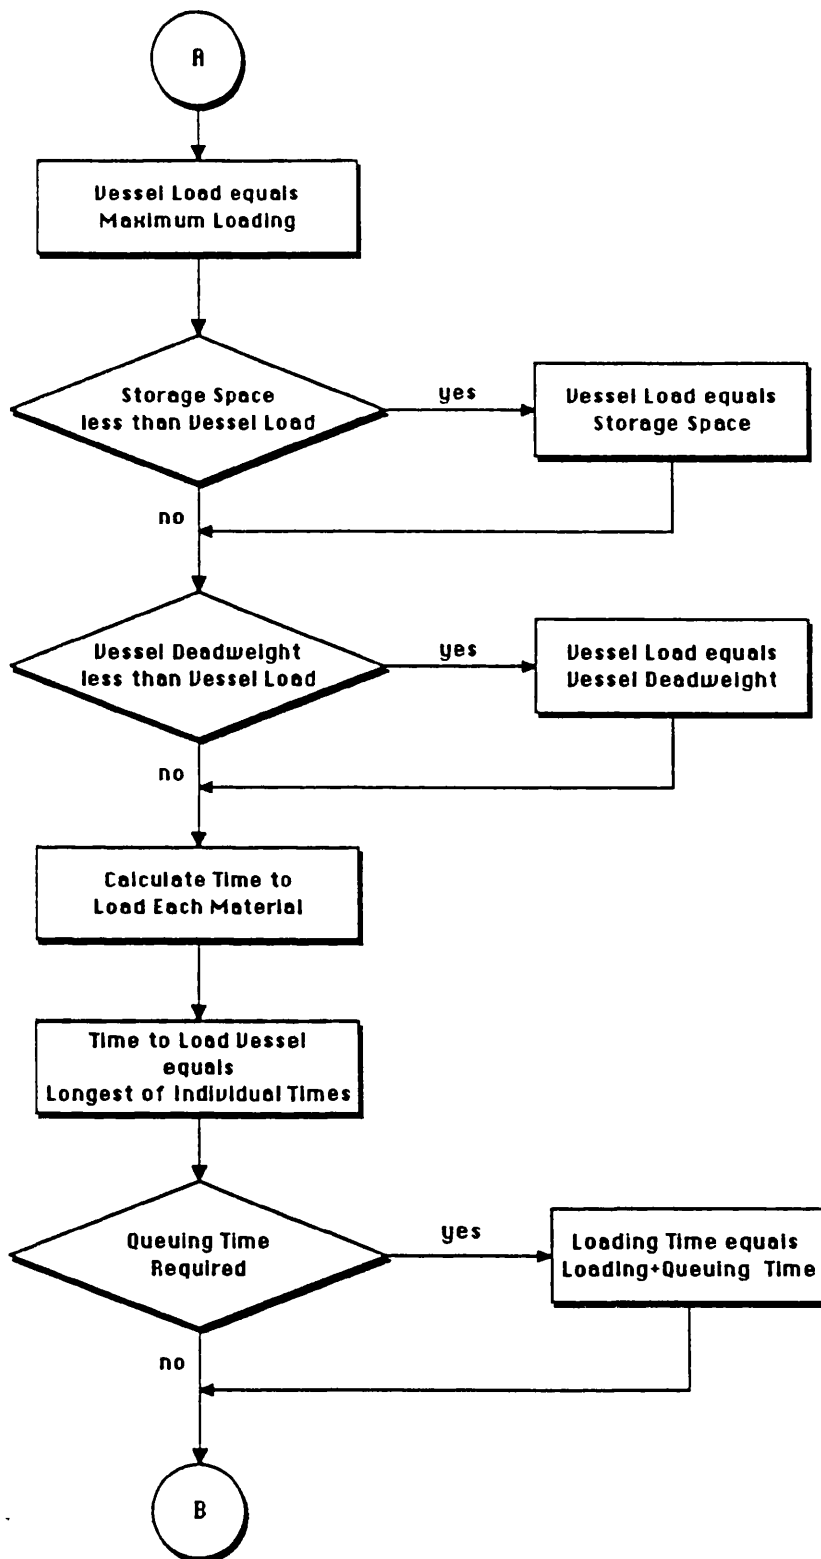 A
Vessel Load equals
Maximum Loading
Storage Space
less than Vessel Load
yes
Vessel Load equals
Storage Space
no
Vessel Deadweight
less than Vessel Load
yes
Vessel Load equals
Vessel Deadweight
no
Calculate Time to
Load Each Material
Time to Load Vessel
equals
Longest of Individual Times
Queuing Time
Required
yes
Loading Time equals
Loading+Queuing Time
no
B